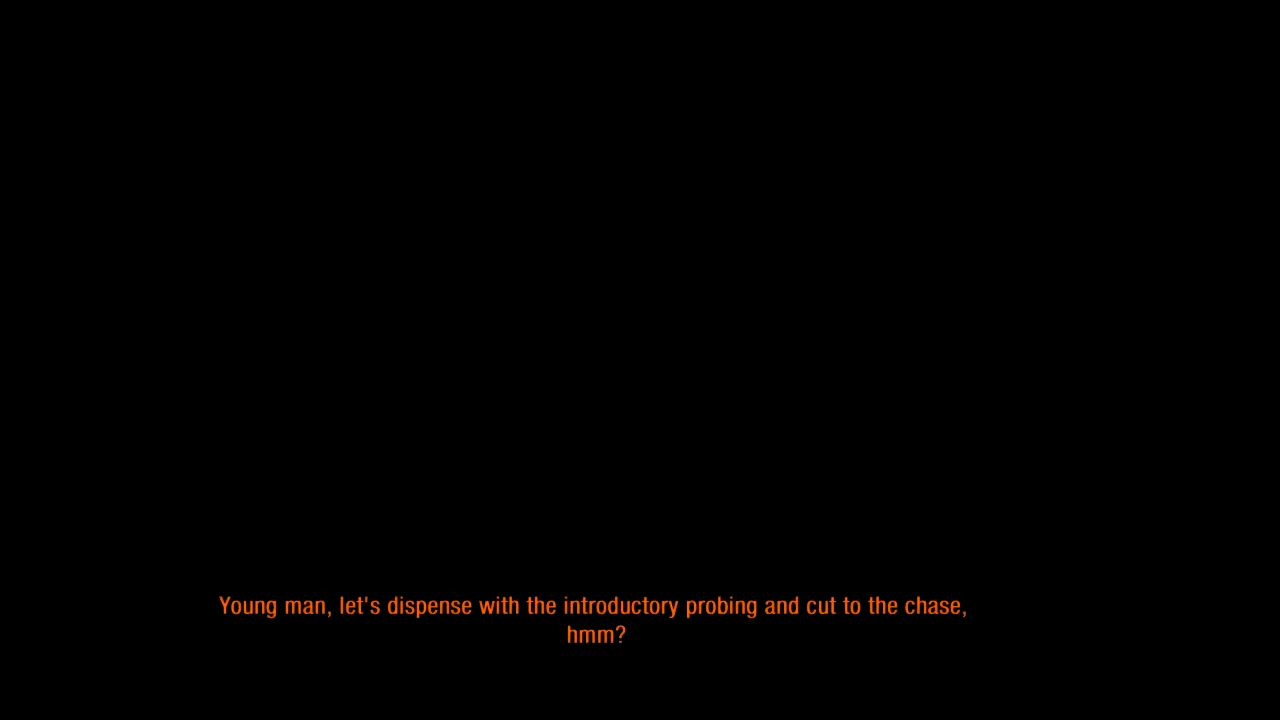 Young man, let's dispense with the introductory probing and cut to the chase,
hmm?